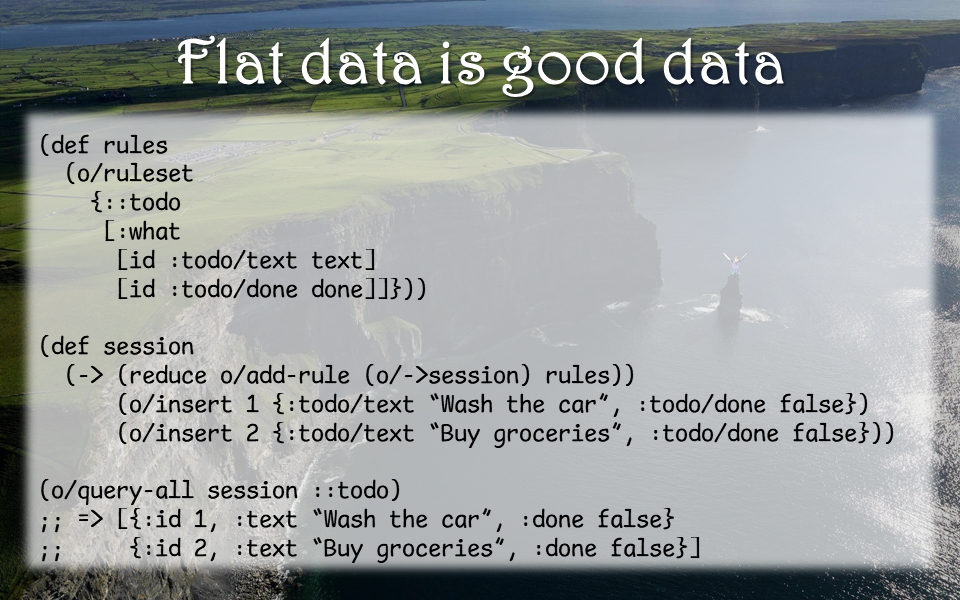 Flat data is good data
(def rules
  (o/ruleset
    {::todo
     [:what
      [id :todo/text text]
      [id :todo/done done]]}))

(def session
  (-> (reduce o/add-rule (o/->session) rules))
      (o/insert 1 {:todo/text “Wash the car”, :todo/done false})
      (o/insert 2 {:todo/text “Buy groceries”, :todo/done false}))

(o/query-all session ::todo)
;; => [{:id 1, :text “Wash the car”, :done false}
;;     {:id 2, :text “Buy groceries”, :done false}]